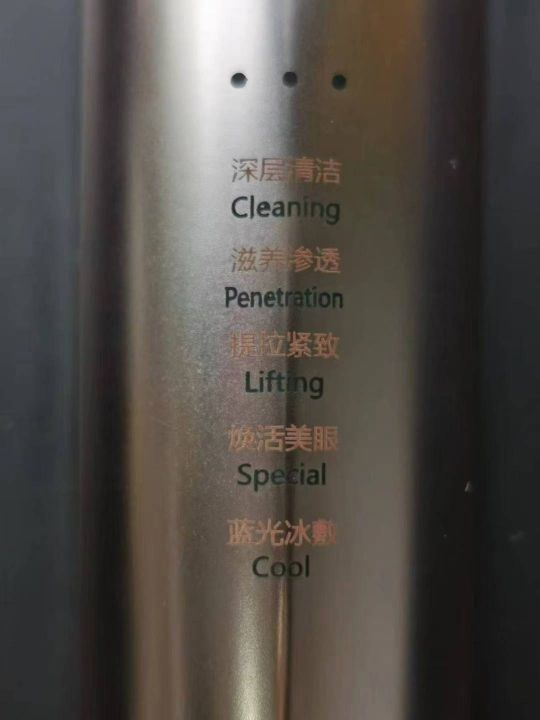 深层清洁
Cleaning
滋养渗透
Penetration
提拉紧致
Lifting
焕活美眼
Special
蓝光冰敷
Cool